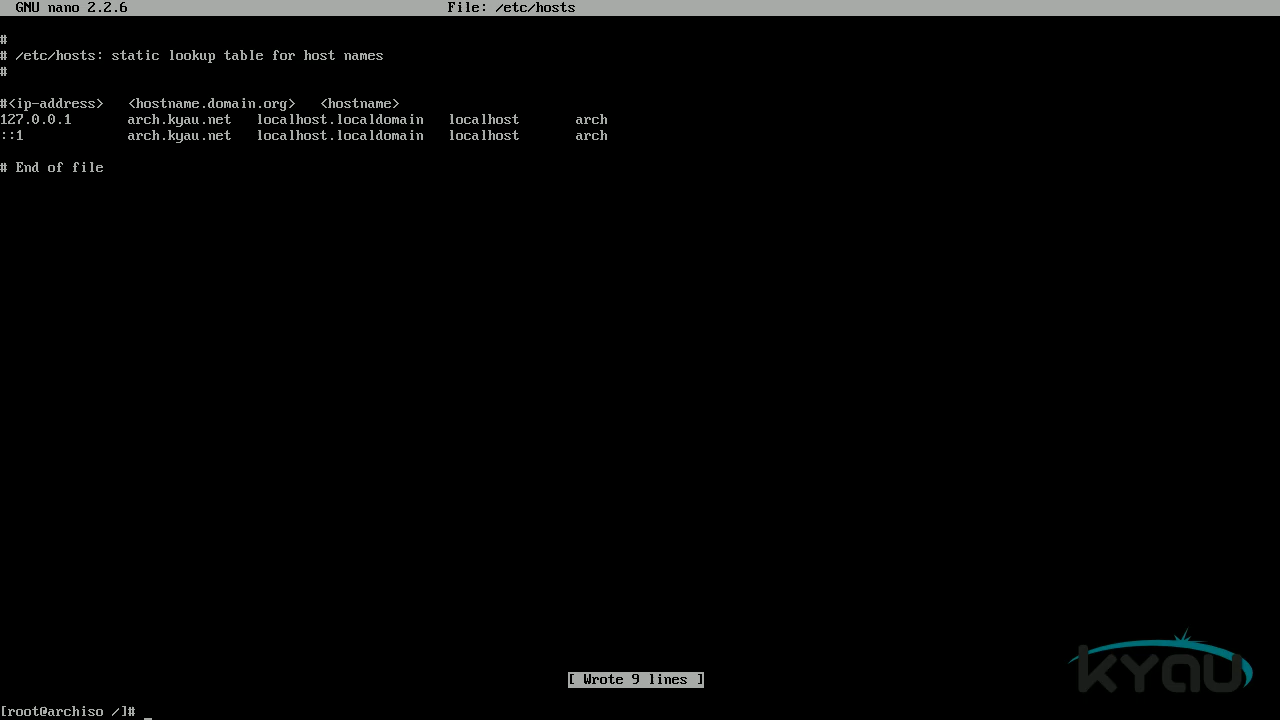 GNU nano 2.2.6 File: /etc/hosts
#
# /etc/hosts: static lookup table for host names
#
#<ip-address> <hostname.domain.org> <hostname>
127.0.0.1 arch.kyau.net localhost.localdomain localhost arch
::1 arch.kyau.net localhost.localdomain localhost arch
# End of file
kyau
[ Wrote 9 lines ]
[root@archiso /]#